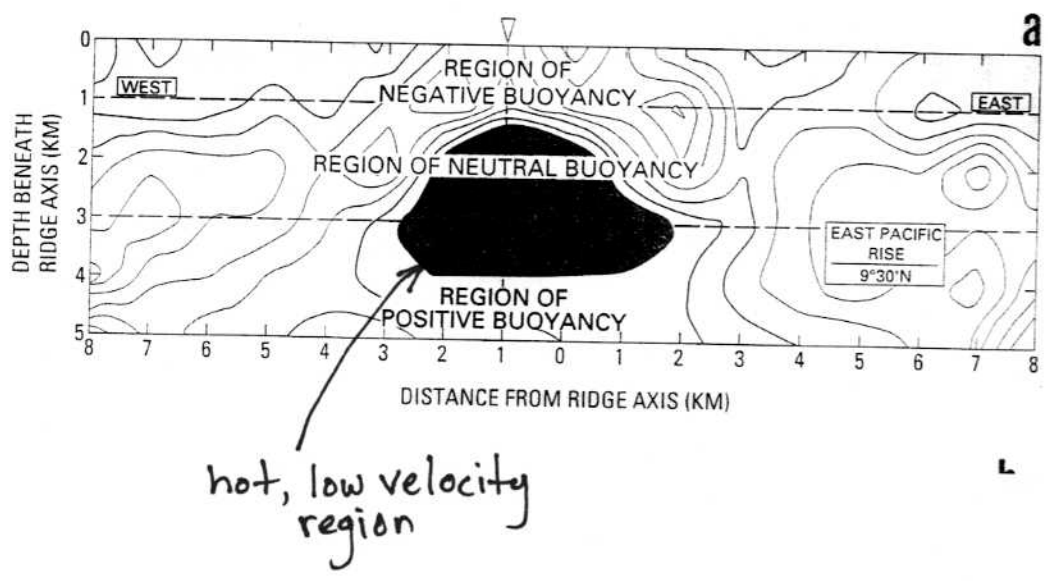 a
0
REGION OF
NEGATIVE BUOYANCY
WEST
EAST
1
REGION OF NEUTRAL BUOYANCY
2
DEPTH BENEATH
RIDGE AXIS (KM)
3
EAST PACIFIC
RISE
9°30'N
4
REGION OF
POSITIVE BUOYANCY
5
8 7 6 5 4 3 2 1 0 1 2 3 4 5 6 7 8
DISTANCE FROM RIDGE AXIS (KM)
L
hot, low velocity
region